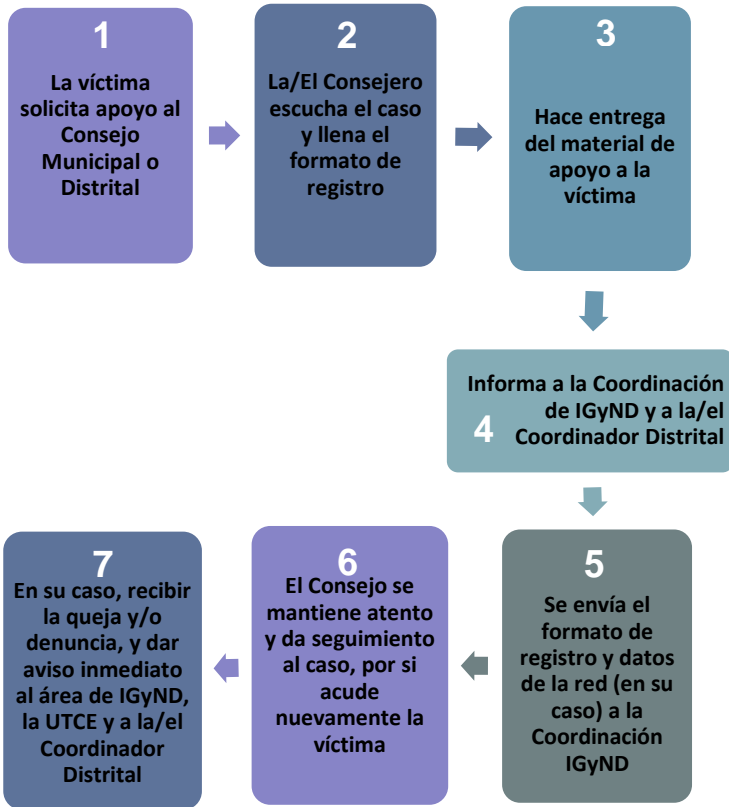 1
La víctima
solicita apoyo al
Consejo
Municipal o
Distrital
2
La/El Consejero
escucha el caso
y llena el
formato de
registro
3
Hace entrega
del material de
apoyo a la
víctima
4
Informa a la Coordinación
de IGyND y a la/el
Coordinador Distrital
5
Se envía el
formato de
registro y datos
de la red (en su
caso) a la
Coordinación
IGyND
6
El Consejo se
mantiene atento
y da seguimiento
al caso, por si
acude
nuevamente la
víctima
7
En su caso, recibir
la queja y/o
denuncia, y dar
aviso inmediato
al área de IGyND,
la UTCE y a la/el
Coordinador
Distrital